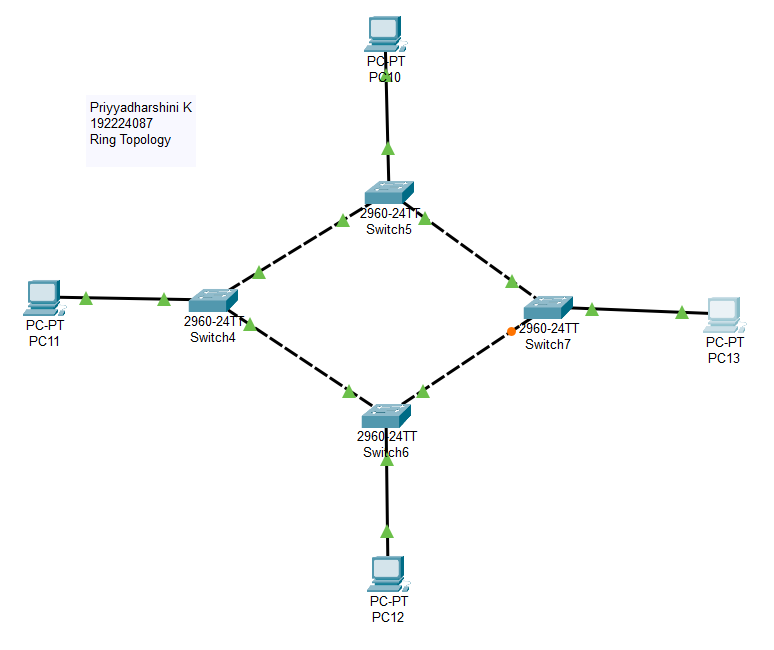 PC-PT
PC10
Priyyadharshini K
192224087
Ring Topology
2960-24TT
Switch5
PC-PT
PC11
2960-24TT
Switch4
2960-24TT
Switch7
PC-PT
PC13
2960-24TT
Switch6
PC-PT
PC12